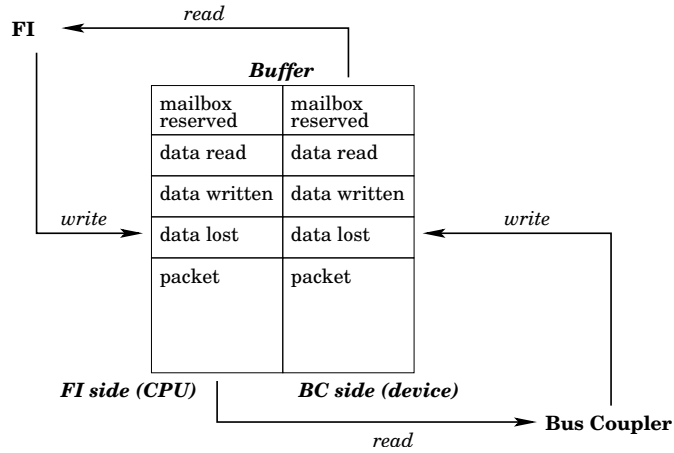 read
FI
Buffer
mailbox
reserved
mailbox
reserved
data read
data read
data written
data written
write
write
data lost
data lost
packet
packet
FI side (CPU)
BC side (device)
Bus Coupler
read